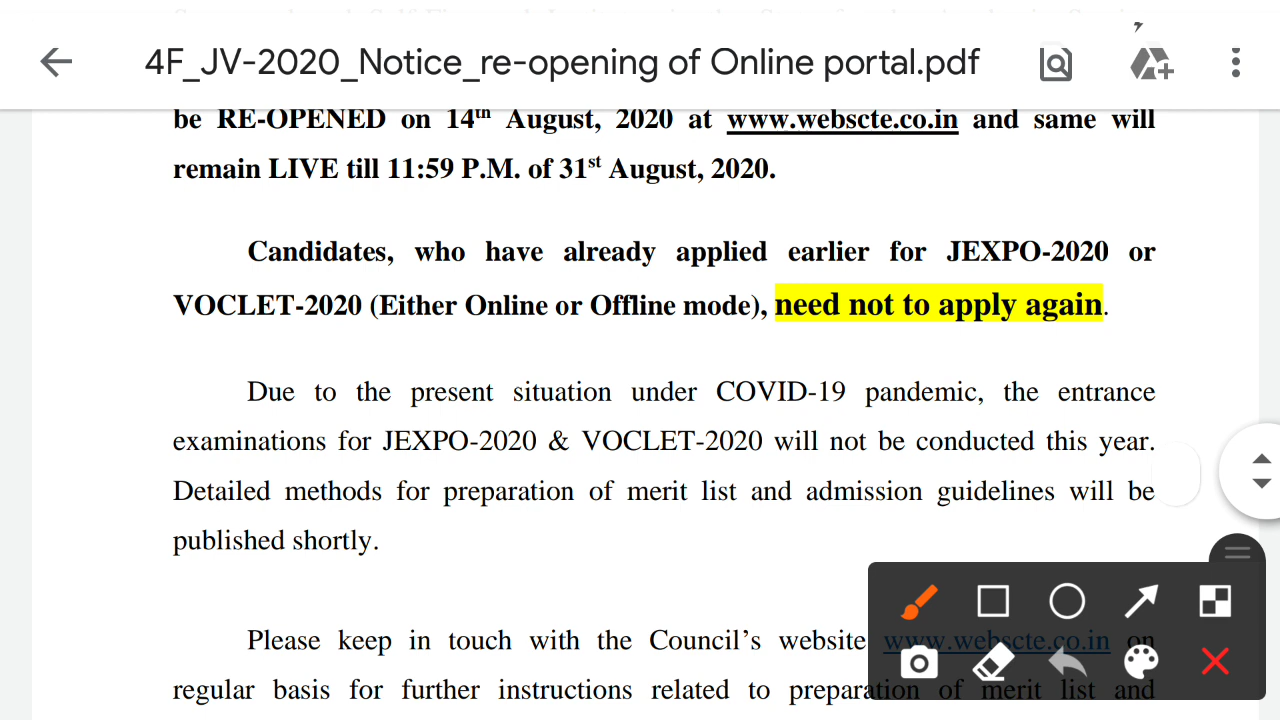 4F_JV-2020_Notice_re-opening of Online portal.pdf
be RE-OPENED on 14th August, 2020 at www.webscte.co.in and same will
remain LIVE till 11:59 P.M. of 31st August, 2020.
Candidates, who have already applied earlier for JEXPO-2020 or
VOCLET-2020 (Either Online or Offline mode), need not to apply again.
Due to the present situation under COVID-19 pandemic, the entrance
examinations for JEXPO-2020 & VOCLET-2020 will not be conducted this year.
Detailed methods for preparation of merit list and admission guidelines will be
published shortly.
Please keep in touch with the Council's website www.webscte.co.in on
regular basis for further instructions related to preparation of merit list and